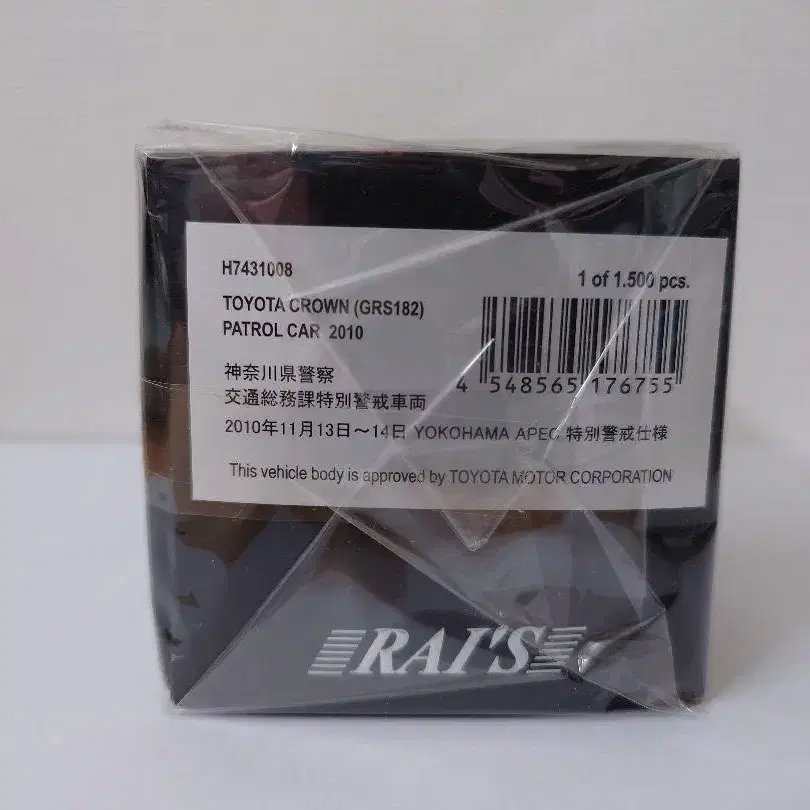 H7431008
1 of 1.500 pcs.
TOYOTA CROWN (GRS182)
PATROL CAR 2010
神奈川県警察
交通総務課特別警戒車両
4 548565 176755
2010年11月13日～14日 YOKOHAMA APEC 特別警戒仕様
This vehicle body is approved by TOYOTA MOTOR CORPORATION
RAI'S